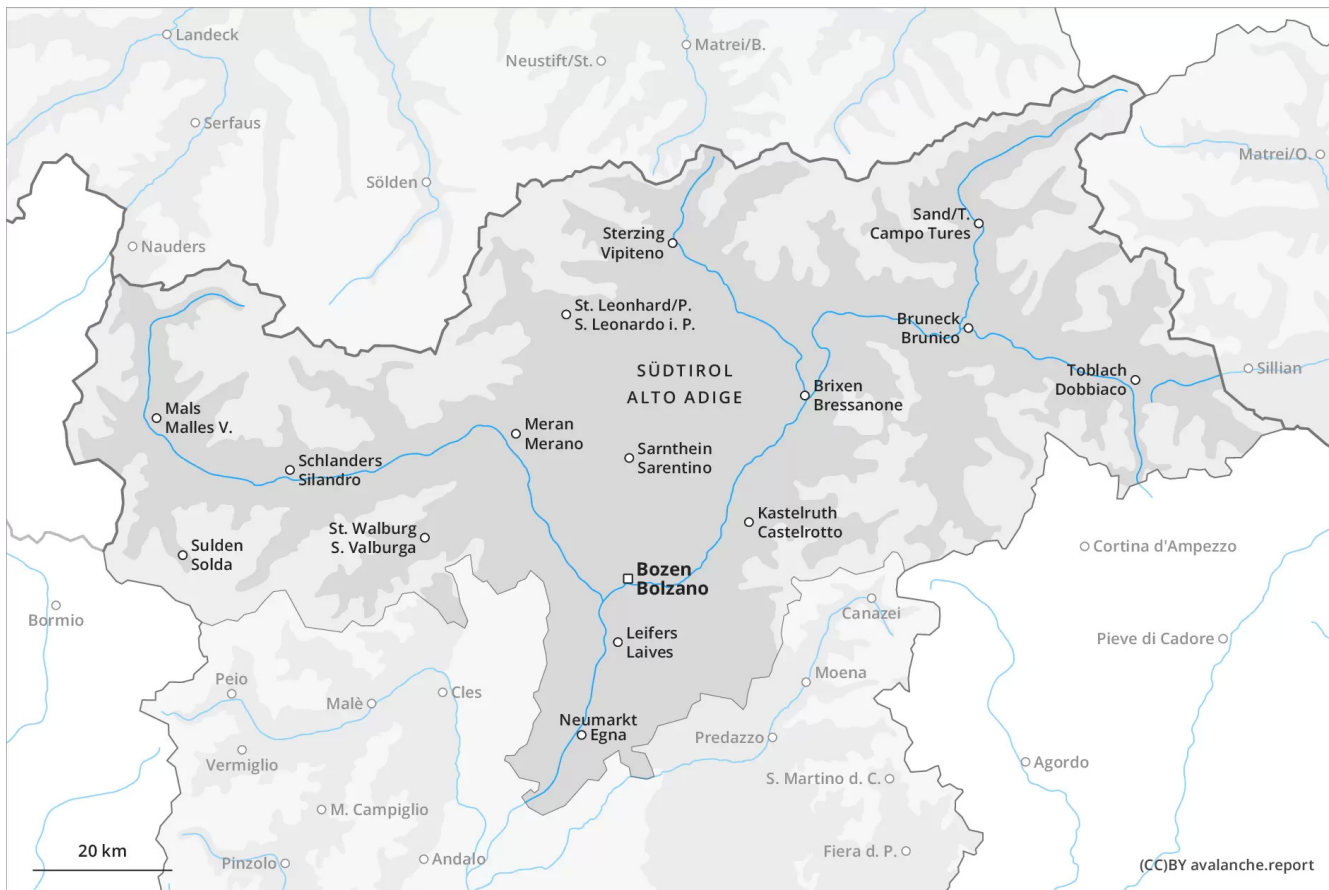 Landeck
Matrei/B.
Neustift/St.
Serfaus
Matrei/O.
Sölden
Sand/T.
Campo Tures
Sterzing
Vipiteno
Nauders
St. Leonhard/P.
S. Leonardo i. P.
Bruneck
Brunico
SÜDTIROL
ALTO ADIGE
Toblach
Dobbiaco
Sillian
Brixen
Bressanone
Mals
Malles V.
Meran
Merano
Schlanders
Silandro
Sarnthein
Sarentino
Kastelruth
Castelrotto
St. Walburg
S. Valburga
Sulden
Solda
Cortina d'Ampezzo
Bozen
Bolzano
Bormio
Canazei
Leifers
Laives
Pieve di Cadore
Peio
Moena
Malè
Cles
Neumarkt
Egna
Predazzo
Vermiglio
Agordo
S. Martino d. C.
M. Campiglio
20 km
Pinzolo
Andalo
Fiera d. P.
(CC)BY avalanche.report